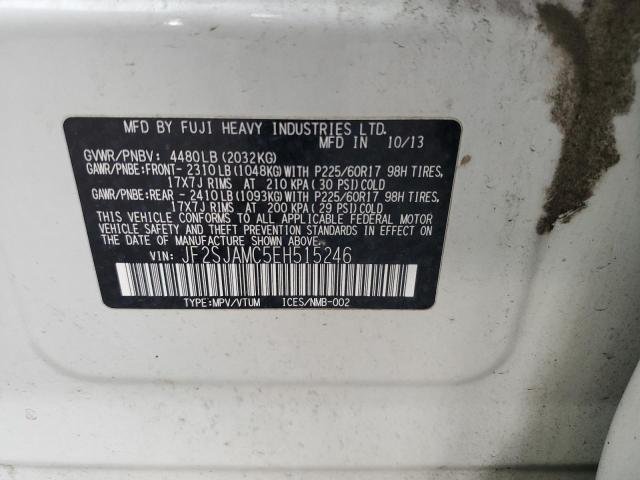 MFD BY FUJI HEAVY INDUSTRIES LTD.
MFD IN 10/13
GVWR/PNBV: 4480LB (2032KG)
GAWR/PNBE:FRONT- 2310LB(1048KG)WITH P225/60R17 98H TIRES,
17X7J RIMS AT 210 KPA( 30 PSI)COLD
GAWR/PNBE:REAR - 2410LB(1093KG)WITH P225/60R17 98H TIRES,
17X7J RIMS AT 200 KPA( 29 PSI)COLD
THIS VEHICLE CONFORMS TO ALL APPLICABLE FEDERAL MOTOR
VEHICLE SAFETY AND THEFT PREVENTION STANDARDS IN
EFFECT ON THE DATE OF MANUFACTURE SHOWN ABOVE.
VIN: JF2SJAMC5EH515246
TYPE:MPV/VTUM ICES/NMB-002